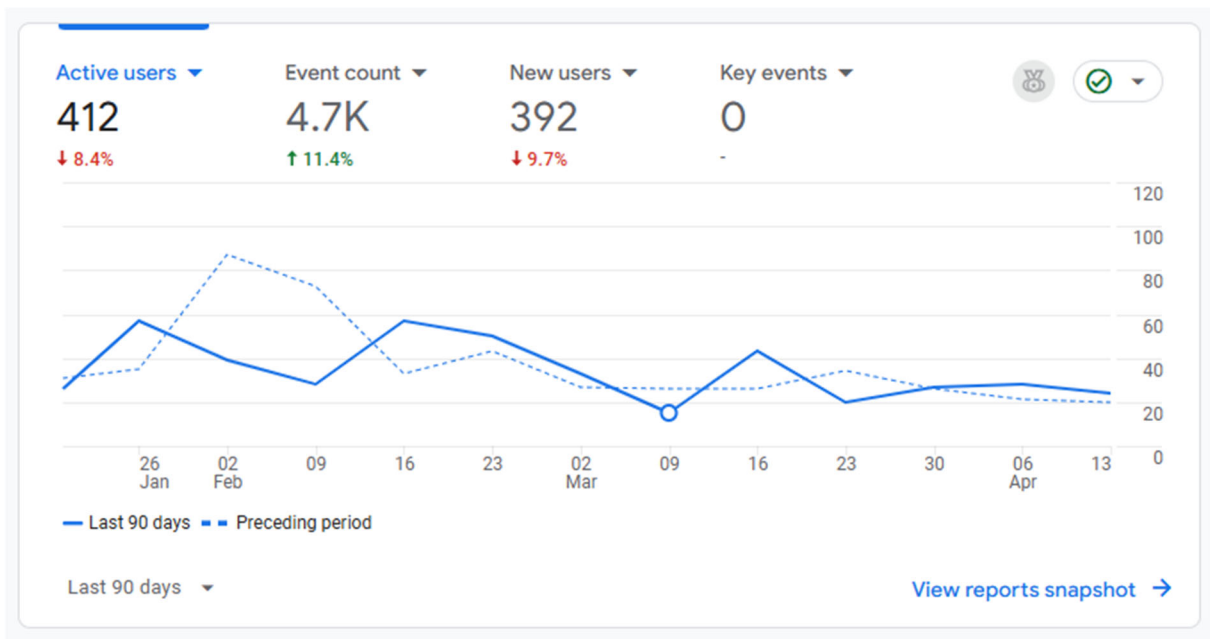 Active users Event count New users Key events
412 4.7K 392 0
↓ 8.4% ↑ 11.4% ↓ 9.7% -
120
100
80
60
40
20
0
26 02 09 16 23 02 09 16 23 30 06 13
Jan Feb Mar Apr
Last 90 days Preceding period
Last 90 days View reports snapshot →